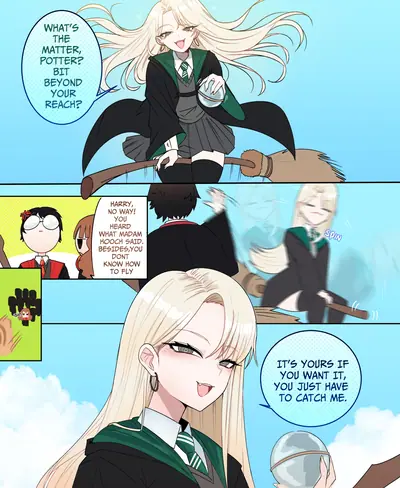 WHAT'S
THE
MATTER,
POTTER?
BIT
BEYOND
YOUR
REACH?
HARRY,
NO WAY!
YOU
HEARD
WHAT MADAM
HOOCH SAID.
BESIDES,YOU
DONT
KNOW HOW
TO FLY
SPIN
IT'S YOURS IF
YOU WANT IT,
YOU JUST HAVE
TO CATCH ME.